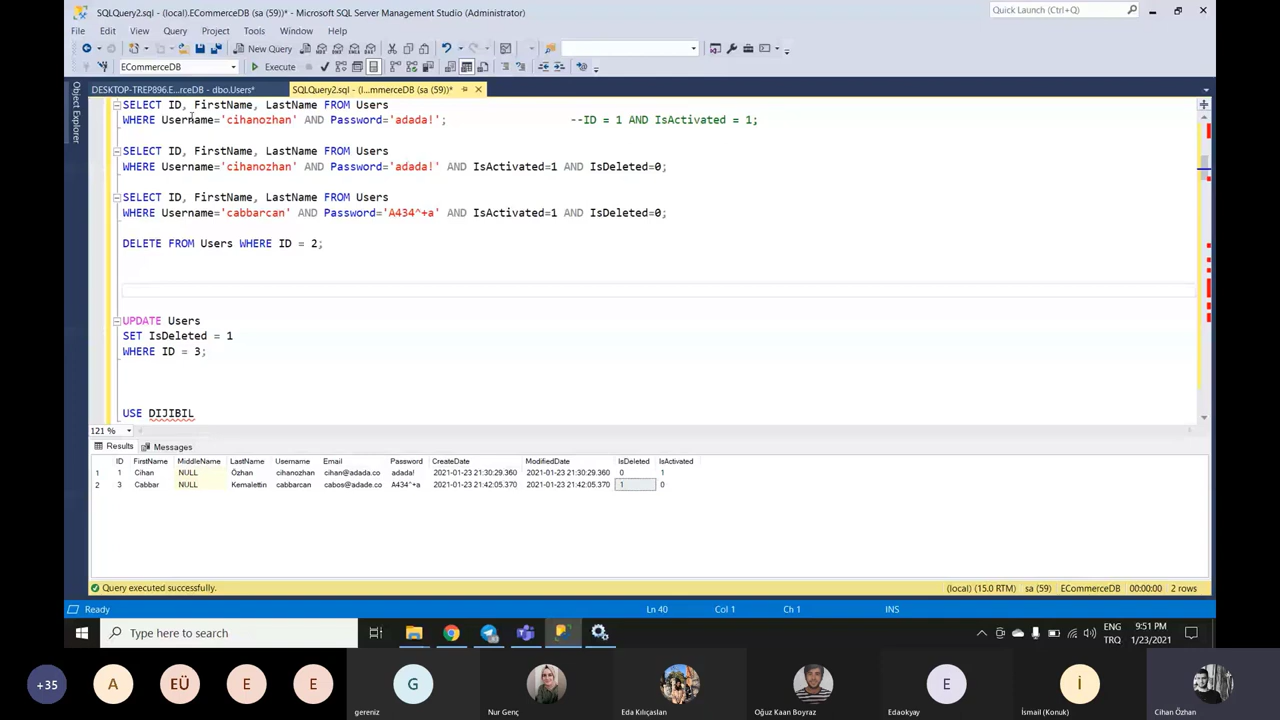 SQLQuery2.sql - (local).ECommerceDB (sa (59))* - Microsoft SQL Server Management Studio (Administrator)
Quick Launch (Ctrl+Q)
File Edit View Query Project Tools Window Help
New Query
ECommerceDB
Execute
Object Explorer
DESKTOP-TREP896.E...rceDB - dbo.Users*
SQLQuery2.sql - (l...mmerceDB (sa (59))*
SELECT ID, FirstName, LastName FROM Users
WHERE Username='cihanozhan' AND Password='adada!'; --ID = 1 AND IsActivated = 1;
SELECT ID, FirstName, LastName FROM Users
WHERE Username='cihanozhan' AND Password='adada!' AND IsActivated=1 AND IsDeleted=0;
SELECT ID, FirstName, LastName FROM Users
WHERE Username='cabbarcan' AND Password='A434^+a' AND IsActivated=1 AND IsDeleted=0;
DELETE FROM Users WHERE ID = 2;
UPDATE Users
SET IsDeleted = 1
WHERE ID = 3;
USE DIJIBIL
121 %
Results Messages
ID FirstName MiddleName LastName Username Email Password CreateDate ModifiedDate IsDeleted IsActivated
1 1 Cihan NULL Özhan cihanozhan cihan@adada.co adada! 2021-01-23 21:30:29.360 2021-01-23 21:30:29.360 0 1
2 3 Cabbar NULL Kemalettin cabbarcan cabos@adade.co A434^+a 2021-01-23 21:42:05.370 2021-01-23 21:42:05.370 1 0
Query executed successfully.
(local) (15.0 RTM) sa (59) ECommerceDB 00:00:00 2 rows
Ready
Ln 40 Col 1 Ch 1 INS
Type here to search
ENG
TRQ
9:51 PM
1/23/2021
+35 A EÜ E E G E İ
gereniz Nur Genç Eda Kılıçaslan Oğuz Kaan Boyraz Edaokyay İsmail (Konuk) Cihan Özhan